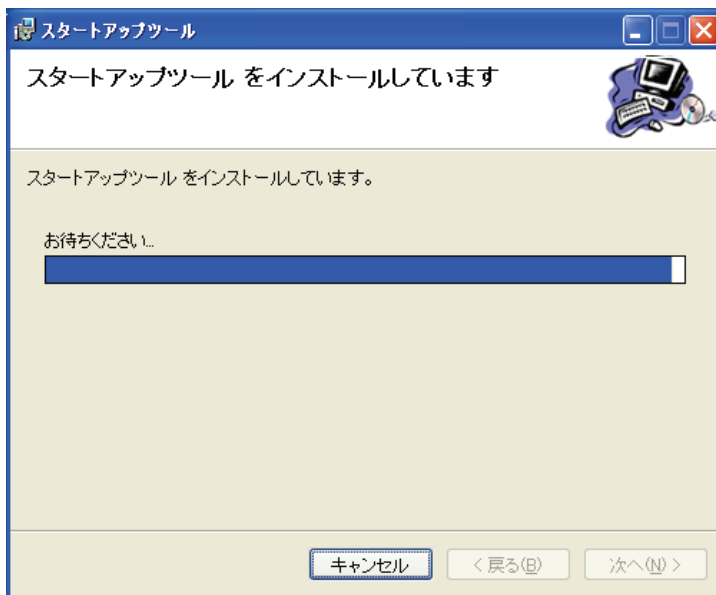 スタートアップツール
スタートアップツール をインストールしています
スタートアップツール をインストールしています。
お待ちください...
キャンセル
< 戻る(B)
次へ(N) >